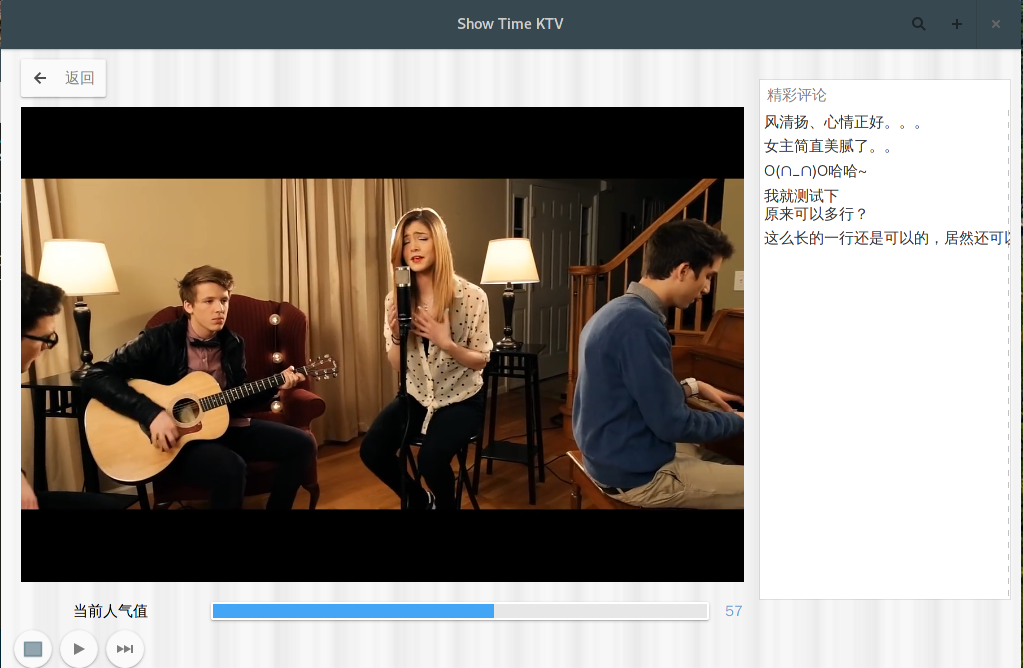 Show Time KTV
返回
精彩评论
风清扬、心情正好。。。
女主简直美腻了。。
O(∩_∩)O哈哈~
我就测试下
原来可以多行？
这么长的一行还是可以的，居然还可
当前人气值
57